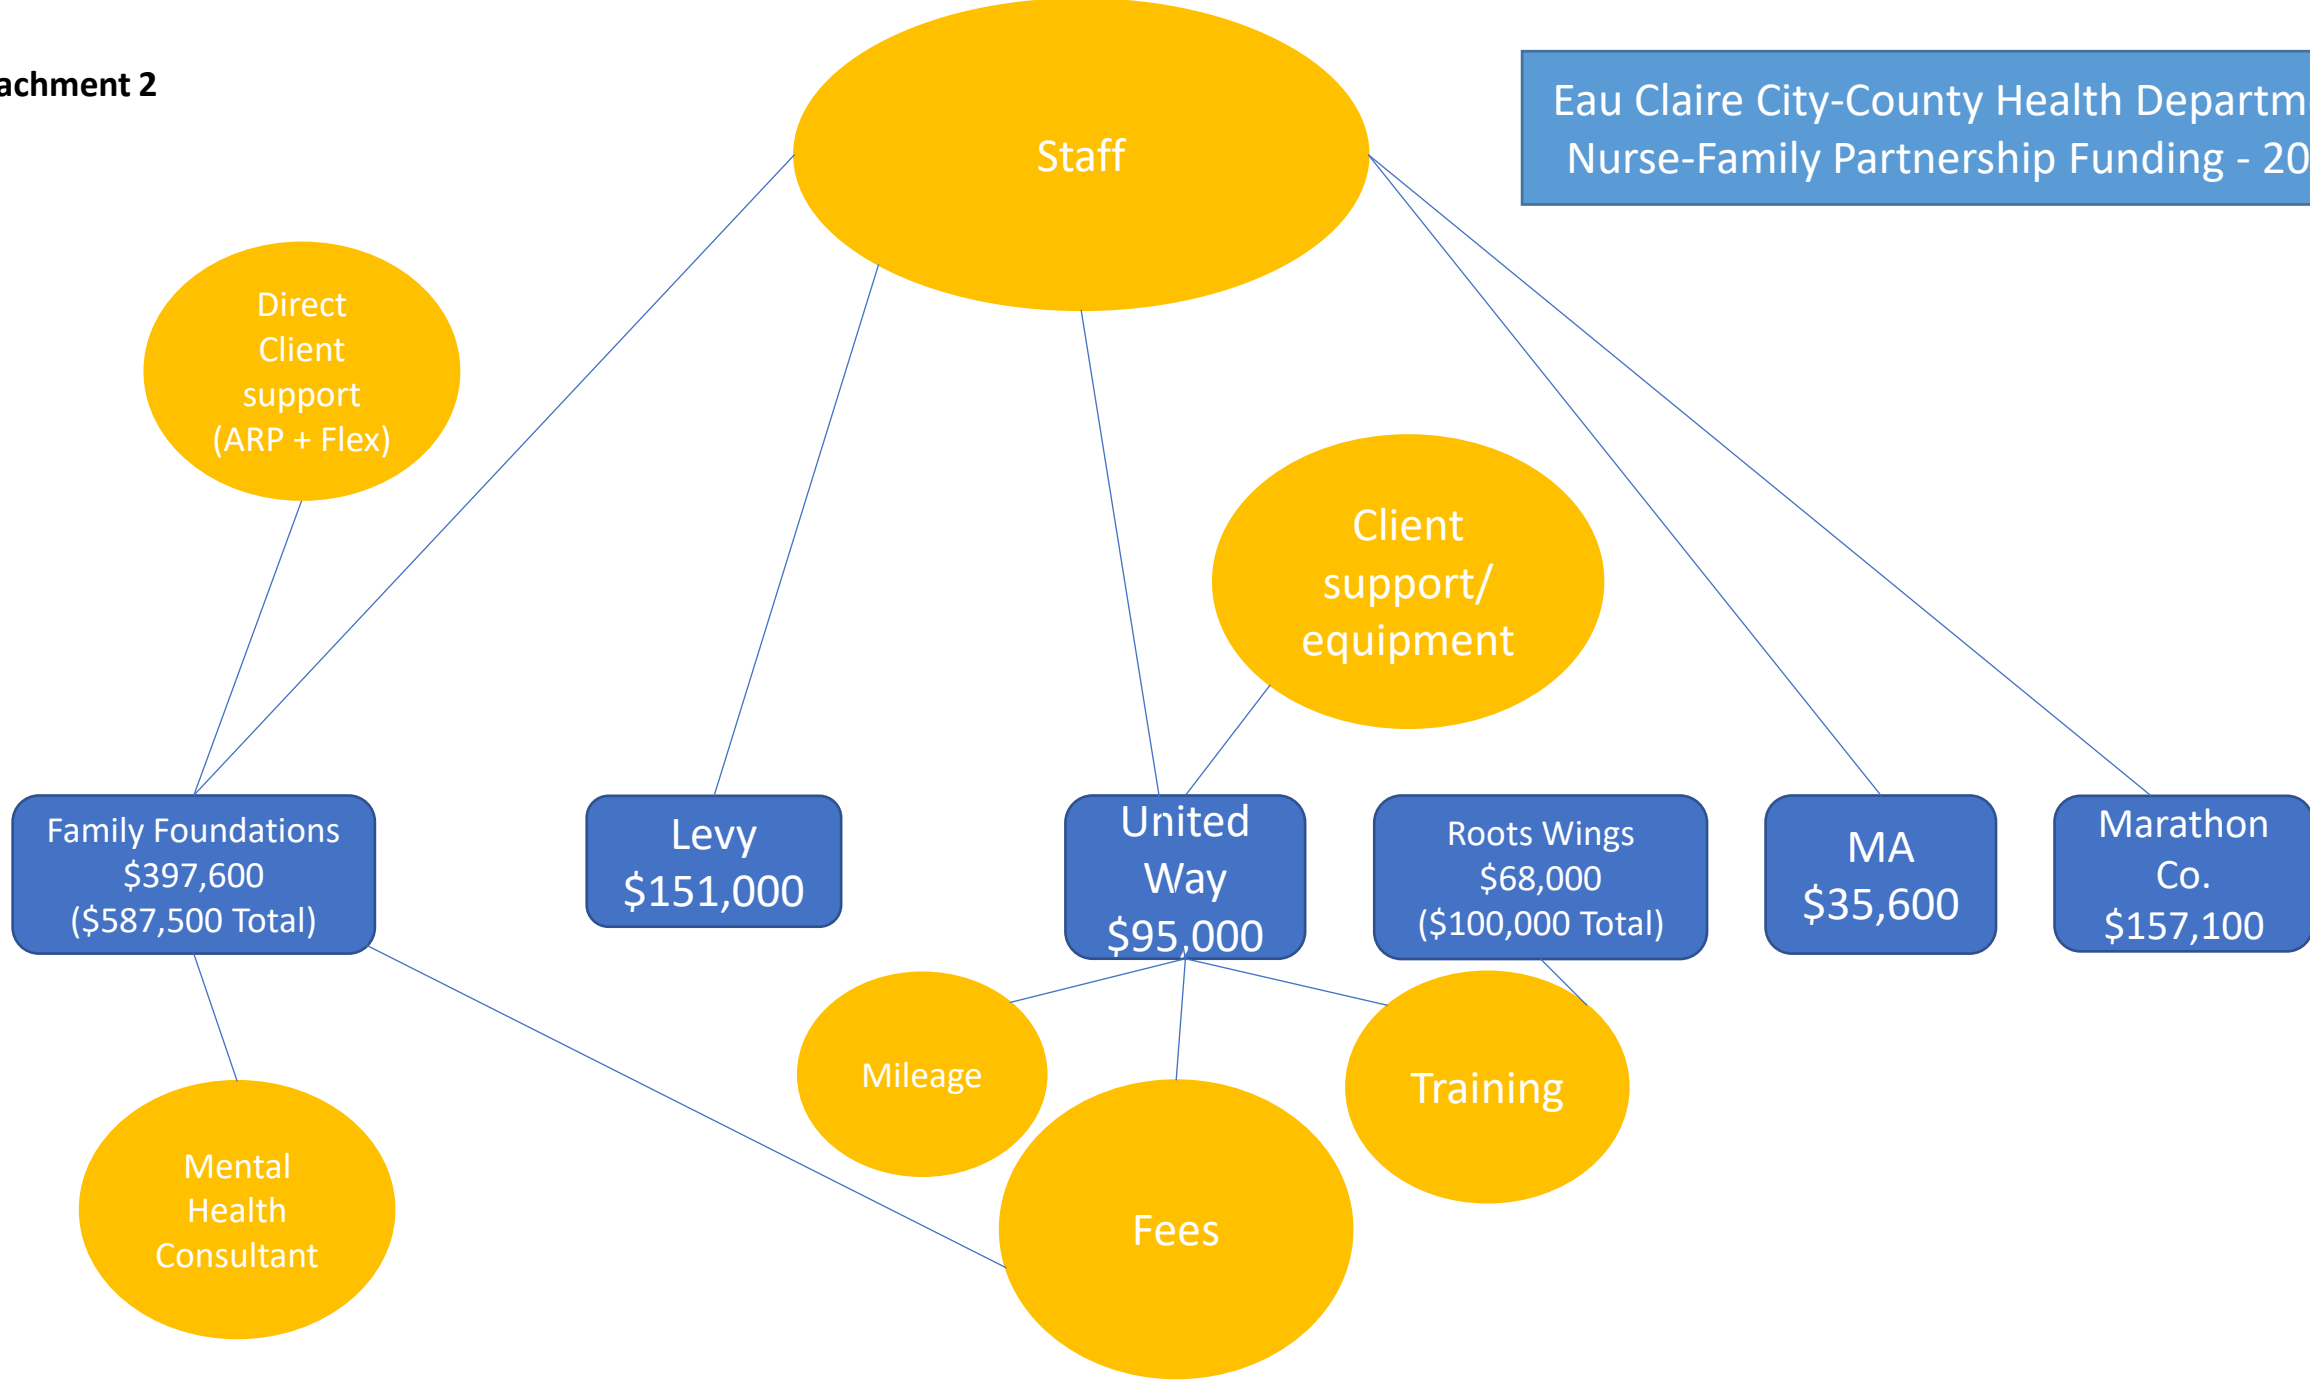 achment 2
Eau Claire City-County Health Departm
Nurse-Family Partnership Funding - 20
Staff
Direct
Client
support
(ARP + Flex)
Client
support/
equipment
Family Foundations
$397,600
($587,500 Total)
Levy
$151,000
United
Way
$95,000
Roots Wings
$68,000
($100,000 Total)
MA
$35,600
Marathon
Co.
$157,100
Mileage
Training
Mental
Health
Consultant
Fees